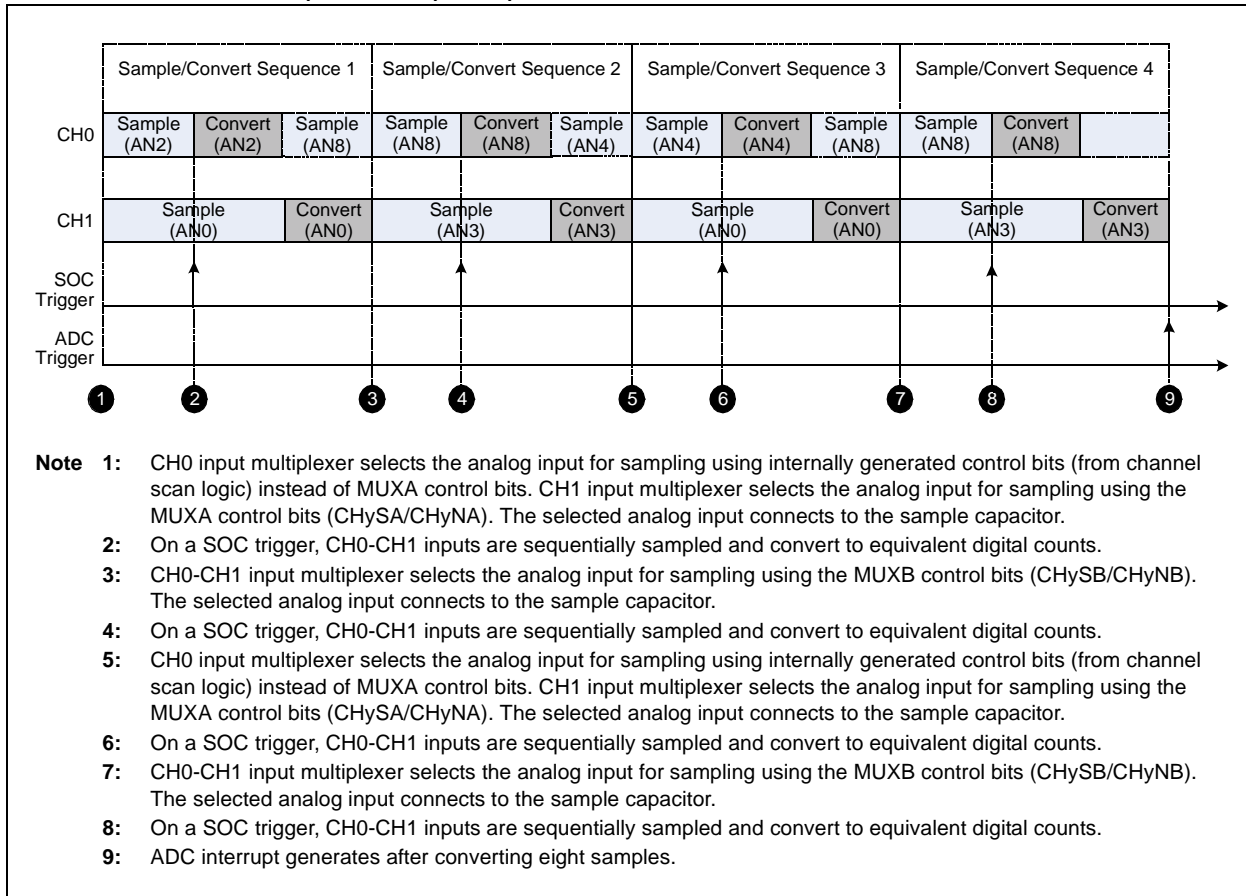 Sample/Convert Sequence 1 Sample/Convert Sequence 2 Sample/Convert Sequence 3 Sample/Convert Sequence 4
CH0
Sample (AN2)
Convert (AN2)
Sample (AN8)
Sample (AN8)
Convert (AN8)
Sample (AN4)
Sample (AN4)
Convert (AN4)
Sample (AN8)
Sample (AN8)
Convert (AN8)
CH1
Sample (AN0)
Convert (AN0)
Sample (AN3)
Convert (AN3)
Sample (AN0)
Convert (AN0)
Sample (AN3)
Convert (AN3)
SOC
Trigger
ADC
Trigger
1 2 3 4 5 6 7 8 9
Note 1: CH0 input multiplexer selects the analog input for sampling using internally generated control bits (from channel
scan logic) instead of MUXA control bits. CH1 input multiplexer selects the analog input for sampling using the
MUXA control bits (CHySA/CHyNA). The selected analog input connects to the sample capacitor.
2: On a SOC trigger, CH0-CH1 inputs are sequentially sampled and convert to equivalent digital counts.
3: CH0-CH1 input multiplexer selects the analog input for sampling using the MUXB control bits (CHySB/CHyNB).
The selected analog input connects to the sample capacitor.
4: On a SOC trigger, CH0-CH1 inputs are sequentially sampled and convert to equivalent digital counts.
5: CH0 input multiplexer selects the analog input for sampling using internally generated control bits (from channel
scan logic) instead of MUXA control bits. CH1 input multiplexer selects the analog input for sampling using the
MUXA control bits (CHySA/CHyNA). The selected analog input connects to the sample capacitor.
6: On a SOC trigger, CH0-CH1 inputs are sequentially sampled and convert to equivalent digital counts.
7: CH0-CH1 input multiplexer selects the analog input for sampling using the MUXB control bits (CHySB/CHyNB).
The selected analog input connects to the sample capacitor.
8: On a SOC trigger, CH0-CH1 inputs are sequentially sampled and convert to equivalent digital counts.
9: ADC interrupt generates after converting eight samples.